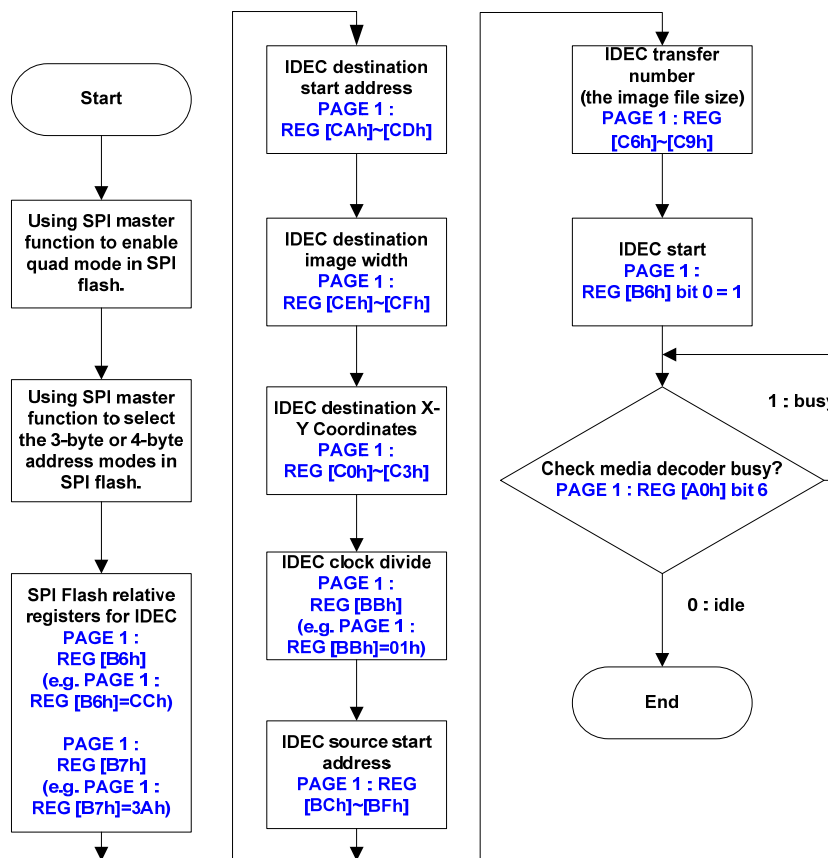 Start
Using SPI master
function to enable
quad mode in SPI
flash.
Using SPI master
function to select
the 3-byte or 4-byte
address modes in
SPI flash.
SPI Flash relative
registers for IDEC
PAGE 1 :
REG [B6h]
(e.g. PAGE 1 :
REG [B6h]=CCh)
PAGE 1 :
REG [B7h]
(e.g. PAGE 1 :
REG [B7h]=3Ah)
IDEC destination
start address
PAGE 1 :
REG [CAh]~[CDh]
IDEC destination
image width
PAGE 1 :
REG [CEh]~[CFh]
IDEC destination X-
Y Coordinates
PAGE 1 :
REG [C0h]~[C3h]
IDEC clock divide
PAGE 1 :
REG [BBh]
(e.g. PAGE 1 :
REG [BBh]=01h)
IDEC source start
address
PAGE 1 : REG
[BCh]~[BFh]
IDEC transfer
number
(the image file size)
PAGE 1 : REG
[C6h]~[C9h]
IDEC start
PAGE 1 :
REG [B6h] bit 0 = 1
1 : busy
Check media decoder busy?
PAGE 1 : REG [A0h] bit 6
0 : idle
End